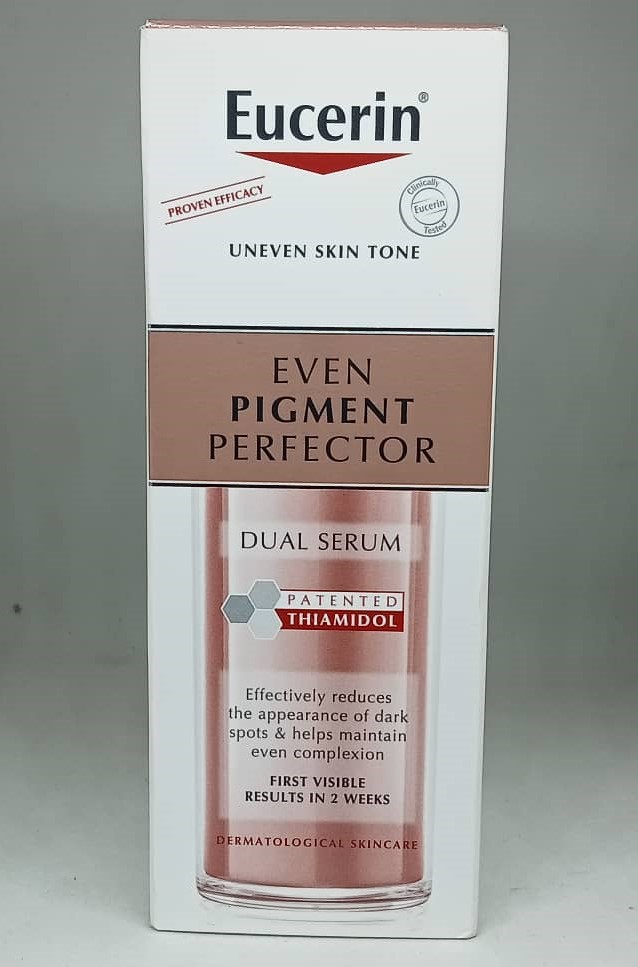 Eucerin®
PROVEN EFFICACY
Clinically
Eucerin
Tested
UNEVEN SKIN TONE
EVEN
PIGMENT
PERFECTOR
DUAL SERUM
PATENTED
THIAMIDOL
Effectively reduces
the appearance of dark
spots & helps maintain
even complexion
FIRST VISIBLE
RESULTS IN 2 WEEKS
DERMATOLOGICAL SKINCARE